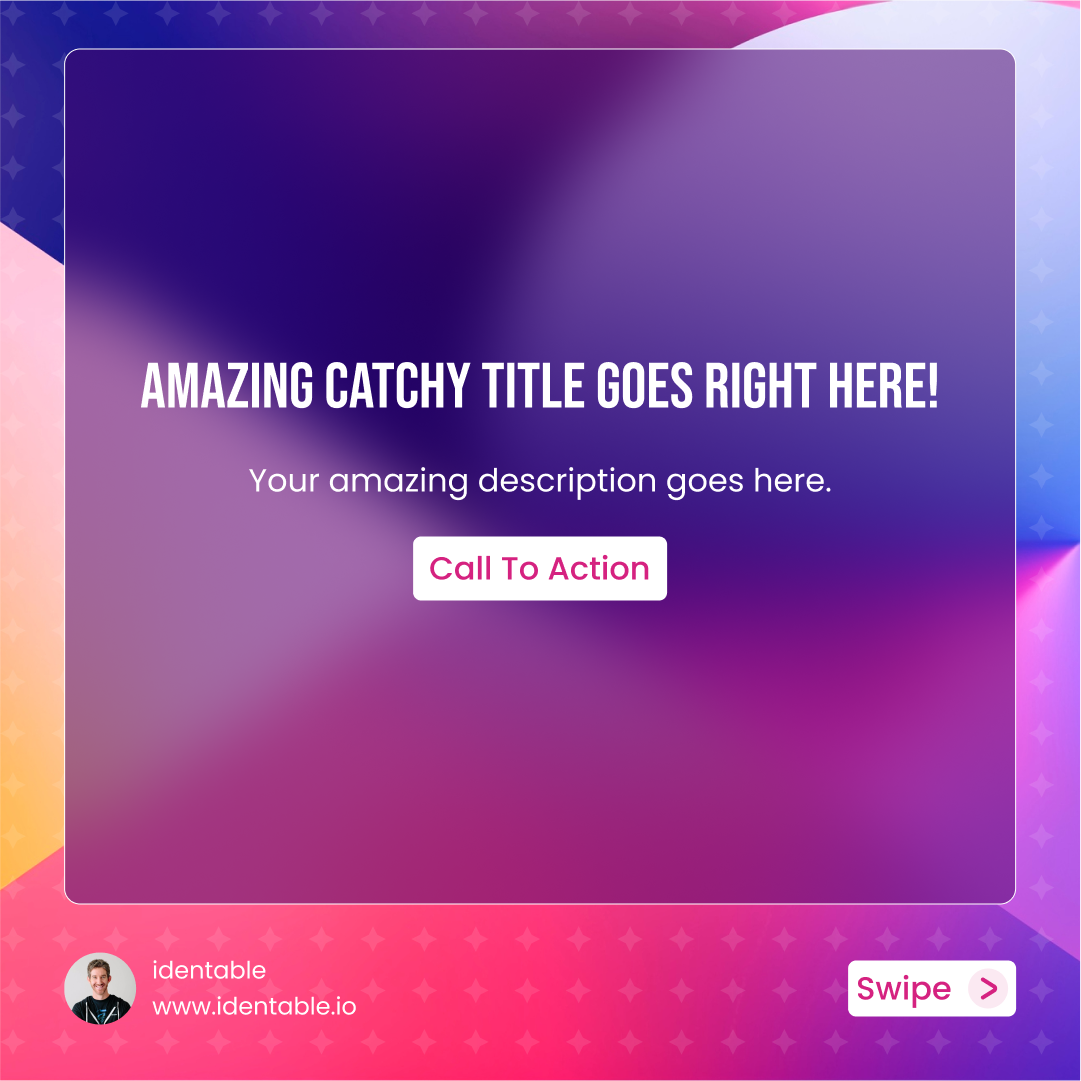 AMAZING CATCHY TITLE GOES RIGHT HERE!
Your amazing description goes here.
Call To Action
identable
www.identable.io
Swipe